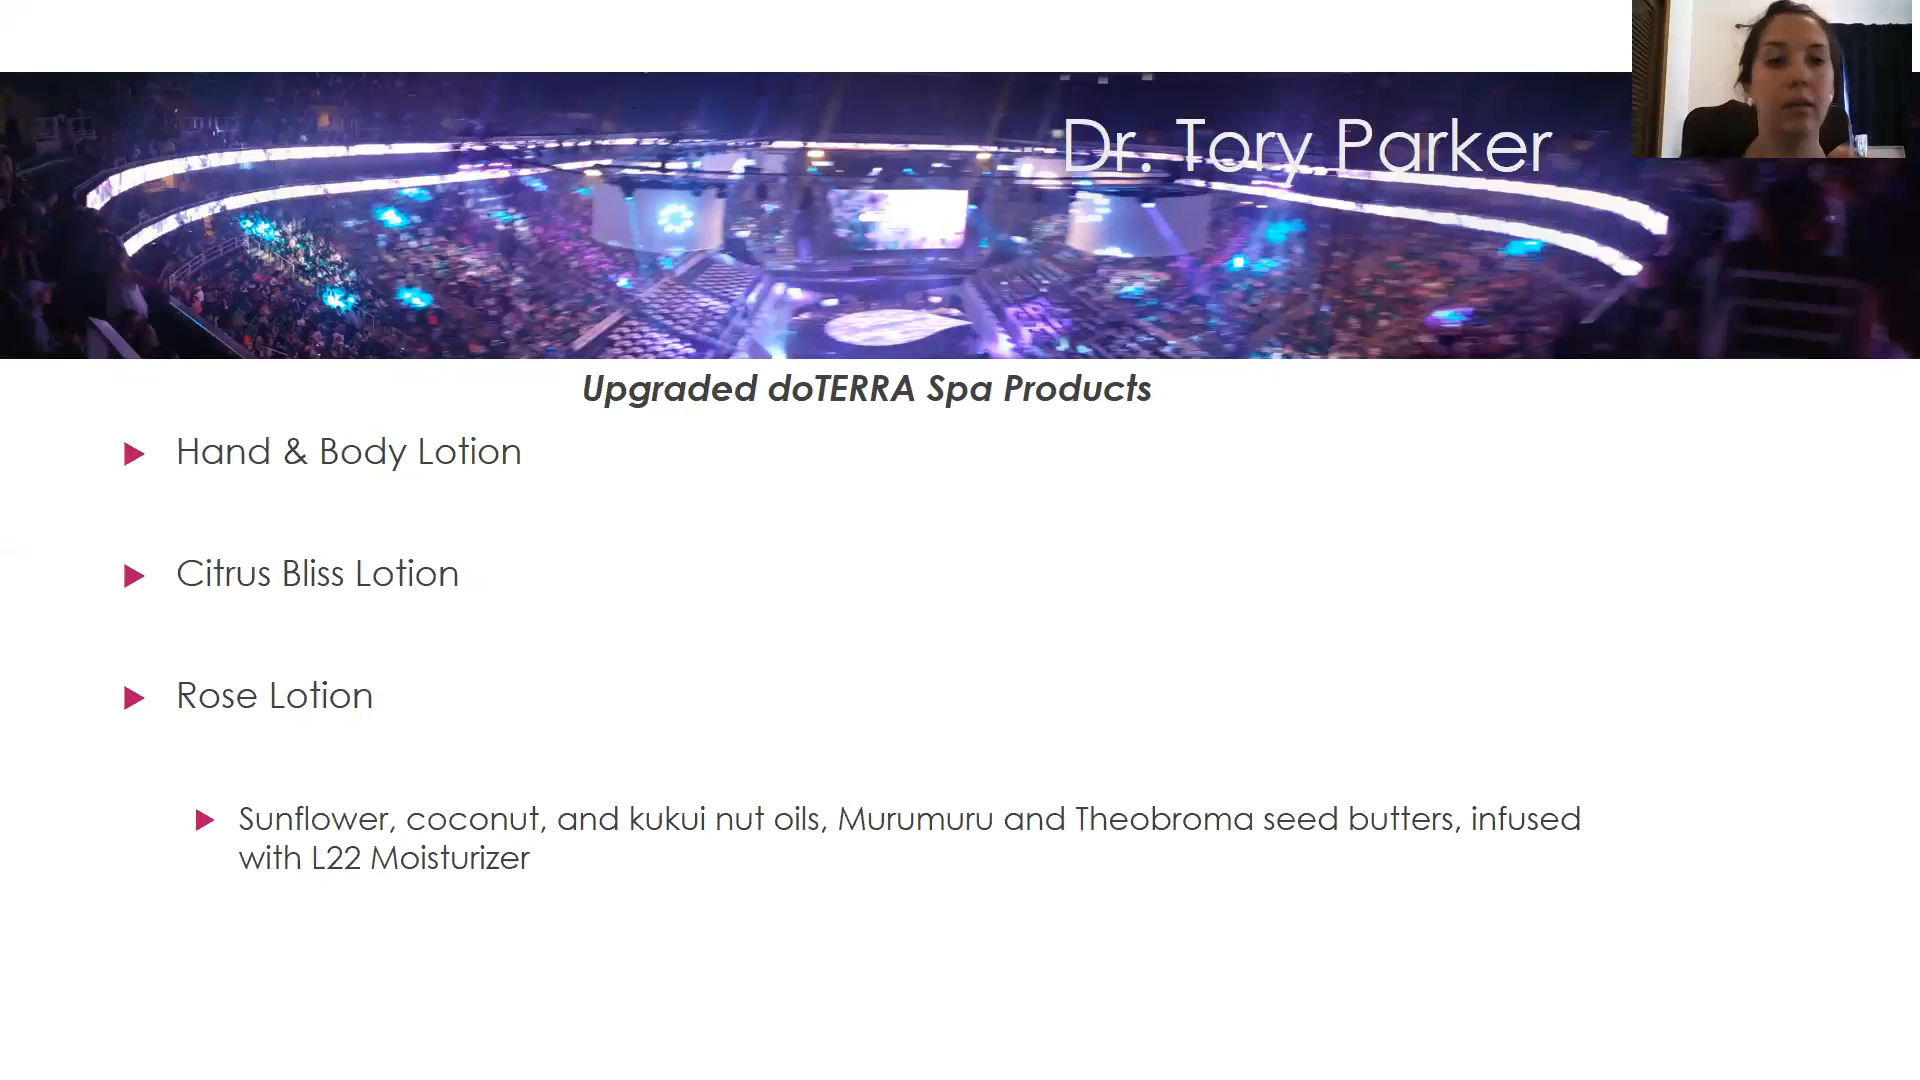 Dr. Tory Parker
Upgraded doTERRA Spa Products
Hand & Body Lotion
Citrus Bliss Lotion
Rose Lotion
Sunflower, coconut, and kukui nut oils, Murumuru and Theobroma seed butters, infused
with L22 Moisturizer